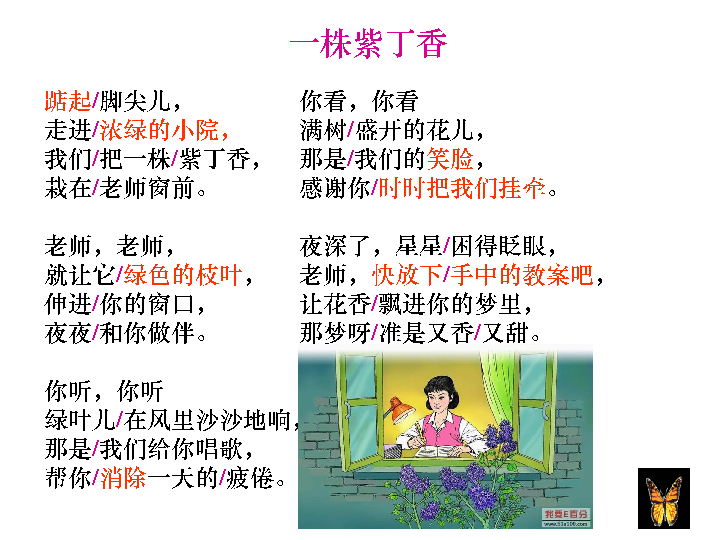 一株紫丁香
踮起/脚尖儿，
走进/浓绿的小院，
我们/把一株/紫丁香，
栽在/老师窗前。
老师，老师，
就让它/绿色的枝叶，
伸进/你的窗口，
夜夜/和你做伴。
你听，你听
绿叶儿/在风里沙沙地响，
那是/我们给你唱歌，
帮你/消除一天的/疲倦。
你看，你看
满树/盛开的花儿，
那是/我们的笑脸，
感谢你/时时把我们挂牵。
夜深了，星星/困得眨眼，
老师，快放下/手中的教案吧，
让花香/飘进你的梦里，
那梦呀/准是又香/又甜。
我要E百分
www.51e100.com